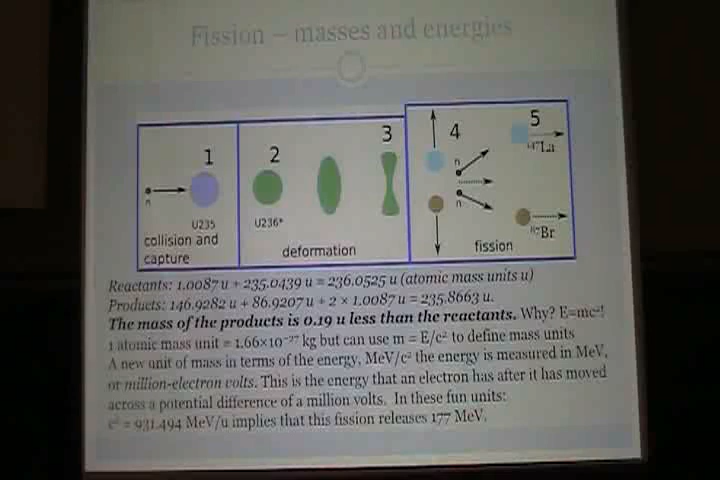 Fission – masses and energies
1
2
3
4
5
n
n
n
147La
87Br
U235
U236*
collision and
capture
deformation
fission
Reactants: 1.0087 u + 235.0439 u = 236.0525 u (atomic mass units u)
Products: 146.9282 u + 86.9207 u + 2 × 1.0087 u = 235.8663 u.
The mass of the products is 0.19 u less than the reactants. Why? E=mc²!
1 atomic mass unit = 1.66×10⁻²⁷ kg but can use m = E/c² to define mass units
A new unit of mass in terms of the energy, MeV/c² the energy is measured in MeV,
or million-electron volts. This is the energy that an electron has after it has moved
across a potential difference of a million volts. In these fun units:
c² = 931.494 MeV/u implies that this fission releases 177 MeV.